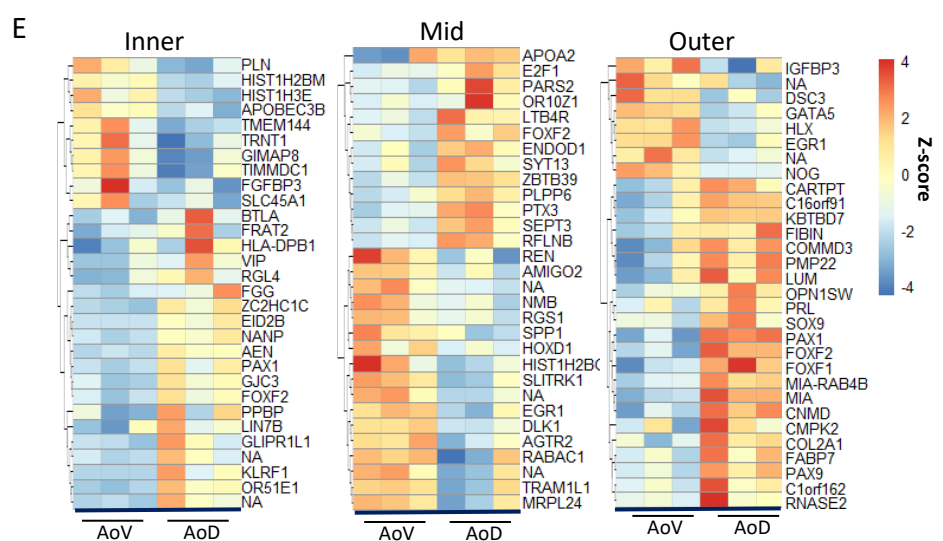 E
Inner
PLN
HIST1H2BM
HIST1H3E
APOBEC3B
TMEM144
TRNT1
GIMAP8
TIMMDC1
FGFBP3
SLC45A1
BTLA
FRAT2
HLA-DPB1
VIP
RGL4
FGG
ZC2HC1C
EID2B
NANP
AEN
PAX1
GJC3
FOXF2
PPBP
LIN7B
GLIPR1L1
NA
KLRF1
OR51E1
NA
AoV AoD
Mid
APOA2
E2F1
PARS2
OR10Z1
LTB4R
FOXF2
ENDOD1
SYT13
ZBTB39
PLPP6
PTX3
SEPT3
RFLNB
REN
AMIGO2
NA
NMB
RGS1
SPP1
HOXD1
HIST1H2BC
SLITRK1
NA
EGR1
DLK1
AGTR2
RABAC1
NA
TRAM1L1
MRPL24
AoV AoD
Outer
IGFBP3
NA
DSC3
GATA5
HLX
EGR1
NA
NOG
CARTPT
C16orf91
KBTBD7
FIBIN
COMMD3
PMP22
LUM
OPN1SW
PRL
SOX9
PAX1
FOXF2
FOXF1
MIA-RAB4B
MIA
CNMD
CMPK2
COL2A1
FABP7
PAX9
C1orf162
RNASE2
AoV AoD
4
2
0
-2
-4
Z-score